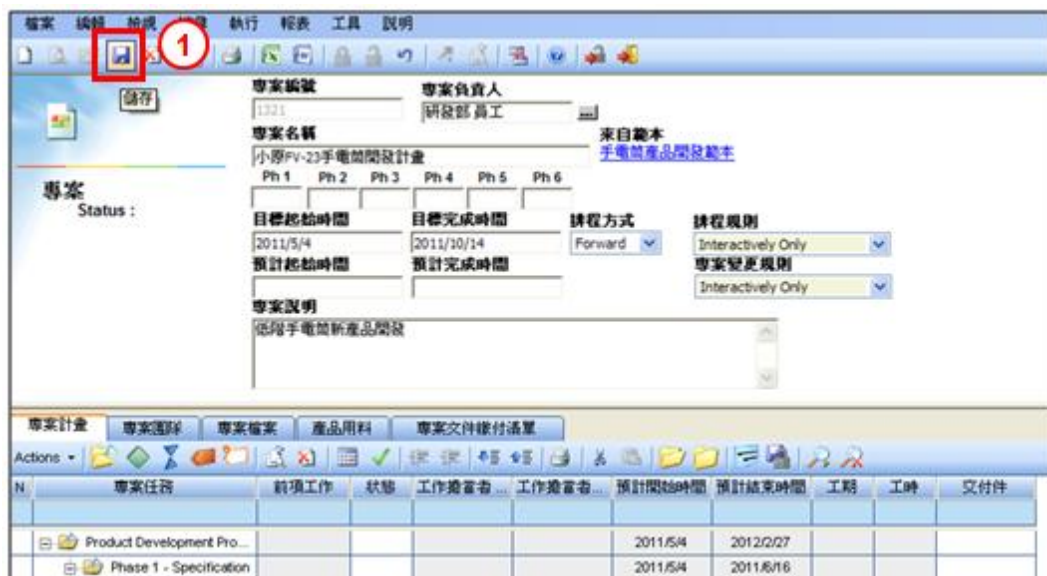 檔案 編輯 檢視 執行 報表 工具 說明
1
儲存
專案編號 專案負責人
1321 研發部 員工 ...
專案名稱 來自範本
小原FV-23手電筒開發計畫 手電筒產品開發範本
Ph 1 Ph 2 Ph 3 Ph 4 Ph 5 Ph 6
專案
Status :
目標起始時間 目標完成時間 排程方式 排程規則
2011/5/4 2011/10/14 Forward Interactively Only
預計起始時間 預計完成時間 專案變更規則
Interactively Only
專案說明
低階手電筒新產品開發
專案計畫 專案團隊 專案檔案 產品用料 專案文件繳付清單
Actions
N 專案任務 前項工作 狀態 工作擔當者 ... 工作擔當者... 預計開始時間 預計結束時間 工期 工時 交付件
Product Development Pro... 2011/5/4 2012/2/27
Phase 1 - Specification 2011/5/4 2011/6/16